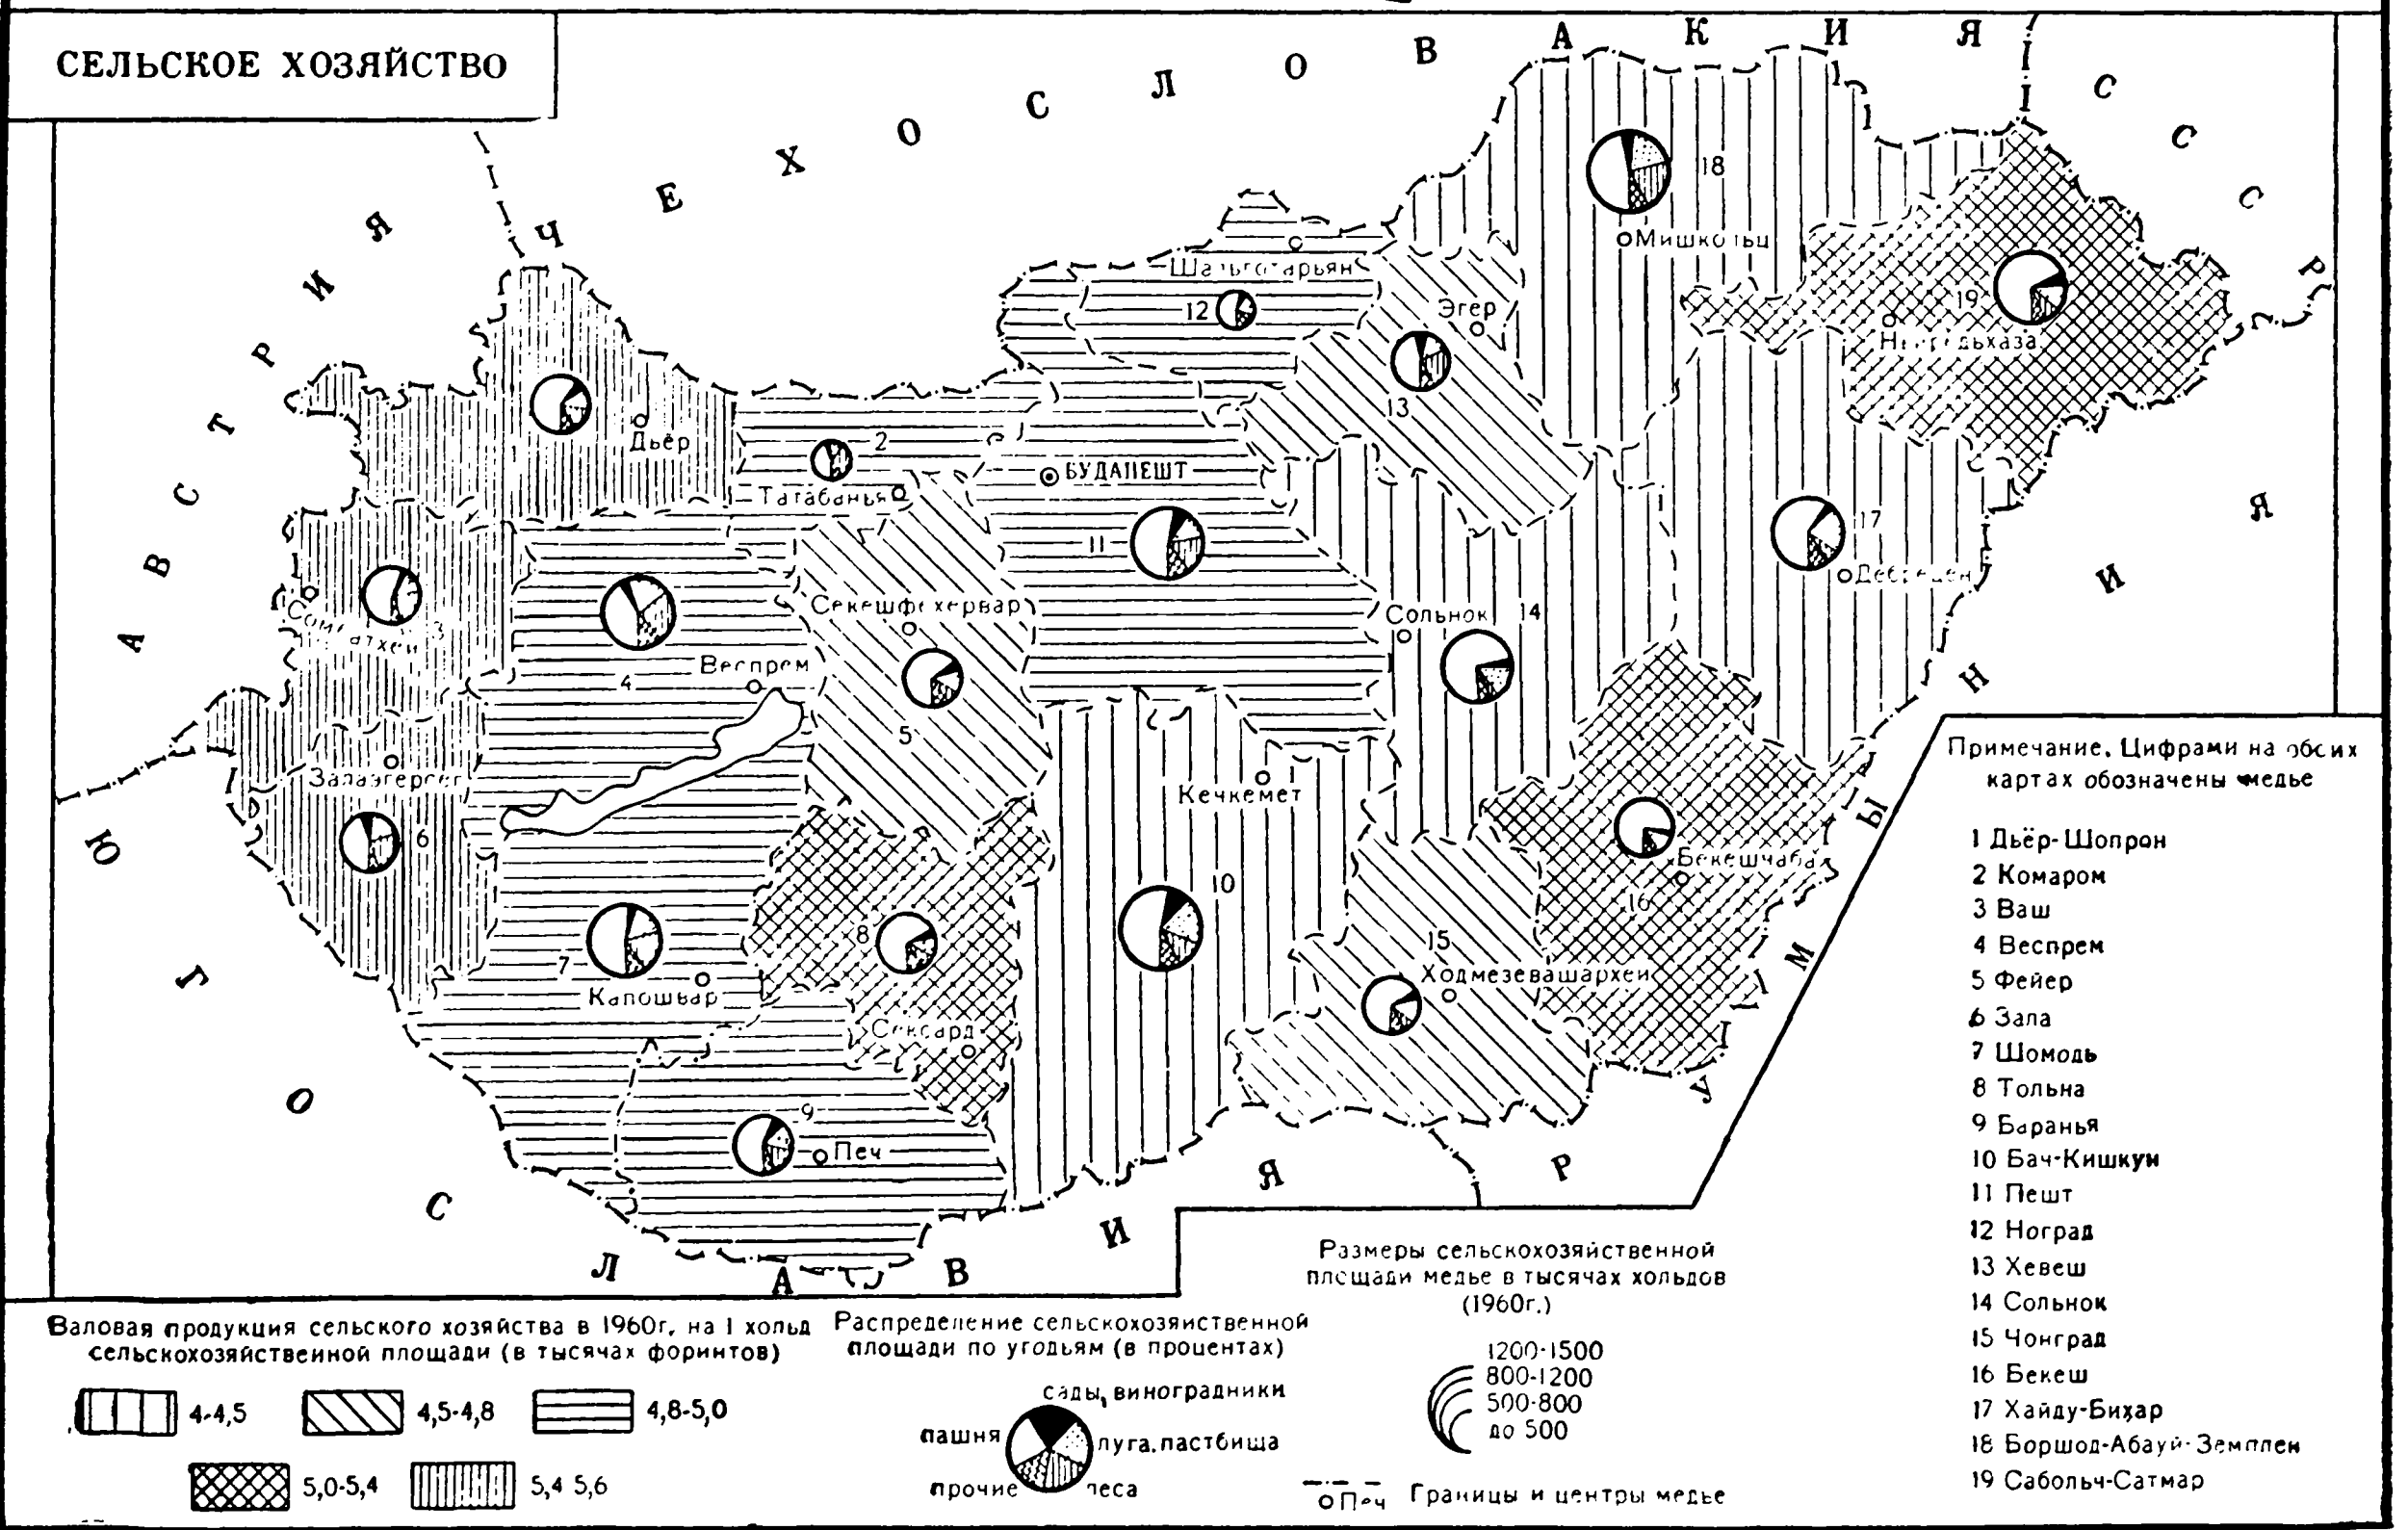 СЕЛЬСКОЕ ХОЗЯЙСТВО
ЧЕХОСЛОВАКИЯ
СССР
АВСТРИЯ
ЮГОСЛАВИЯ
РУМЫНИЯ
18
Мишкольц
19
12
Эгер
13
Дьёр
2
Татабанья
БУДАПЕШТ
11
17
Дебрецен
3
4
Веспрем
Секешфехервар
5
Сольнок
14
Залаэгерсег
6
Кечкемет
10
Бекешчаба
16
7
Капошвар
8
Сексард
15
Ходмезевашархеи
9
Печ
Примечание. Цифрами на обеих
картах обозначены медье
1 Дьёр-Шопрон
2 Комаром
3 Ваш
4 Веспрем
5 Фейер
6 Зала
7 Шомодь
8 Тольна
9 Баранья
10 Бач-Кишкун
11 Пешт
12 Ноград
13 Хевеш
14 Сольнок
15 Чонград
16 Бекеш
17 Хайду-Бихар
18 Боршод-Абауй-Земплен
19 Сабольч-Сатмар
Валовая продукция сельского хозяйства в 1960г. на 1 хольд
сельскохозяйственной площади (в тысячах форинтов)
4-4,5
4,5-4,8
4,8-5,0
5,0-5,4
5,4 5,6
Распределение сельскохозяиственной
площади по угодьям (в процентах)
сады, виноградники
пашня
луга, пастбища
прочие
леса
Размеры сельскохозяйственной
площади медье в тысячах хольдов
(1960г.)
1200-1500
800-1200
500-800
до 500
Печ
Границы и центры медье